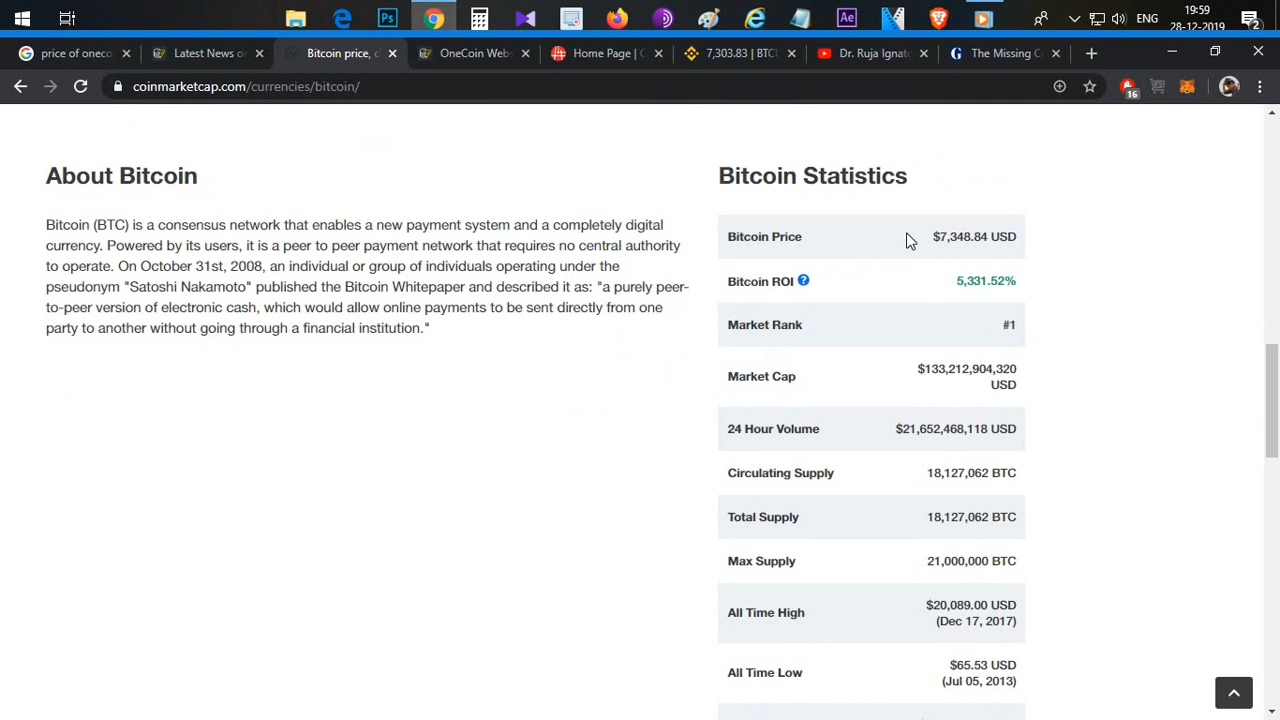 19:59
ENG
28-12-2019
2
price of oneco
Latest News or
Bitcoin price, c
OneCoin Webs
Home Page | C
7,303.83 | BTCU
Dr. Ruja Ignato
The Missing C
coinmarketcap.com/currencies/bitcoin/
16
About Bitcoin
Bitcoin (BTC) is a consensus network that enables a new payment system and a completely digital
currency. Powered by its users, it is a peer to peer payment network that requires no central authority
to operate. On October 31st, 2008, an individual or group of individuals operating under the
pseudonym "Satoshi Nakamoto" published the Bitcoin Whitepaper and described it as: "a purely peer-
to-peer version of electronic cash, which would allow online payments to be sent directly from one
party to another without going through a financial institution."
Bitcoin Statistics
Bitcoin Price $7,348.84 USD
Bitcoin ROI ? 5,331.52%
Market Rank #1
Market Cap $133,212,904,320
USD
24 Hour Volume $21,652,468,118 USD
Circulating Supply 18,127,062 BTC
Total Supply 18,127,062 BTC
Max Supply 21,000,000 BTC
All Time High $20,089.00 USD
(Dec 17, 2017)
All Time Low $65.53 USD
(Jul 05, 2013)